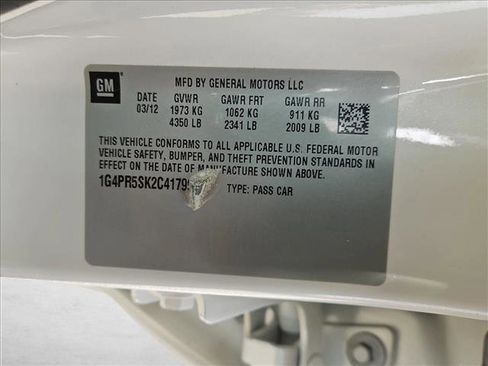 GM
MFD BY GENERAL MOTORS LLC
DATE GVWR GAWR FRT GAWR RR
03/12 1973 KG 1062 KG 911 KG
4350 LB 2341 LB 2009 LB
THIS VEHICLE CONFORMS TO ALL APPLICABLE U.S. FEDERAL MOTOR
VEHICLE SAFETY, BUMPER, AND THEFT PREVENTION STANDARDS IN
EFFECT ON THE DATE OF MANUFACTURE SHOWN ABOVE.
TYPE: PASS CAR